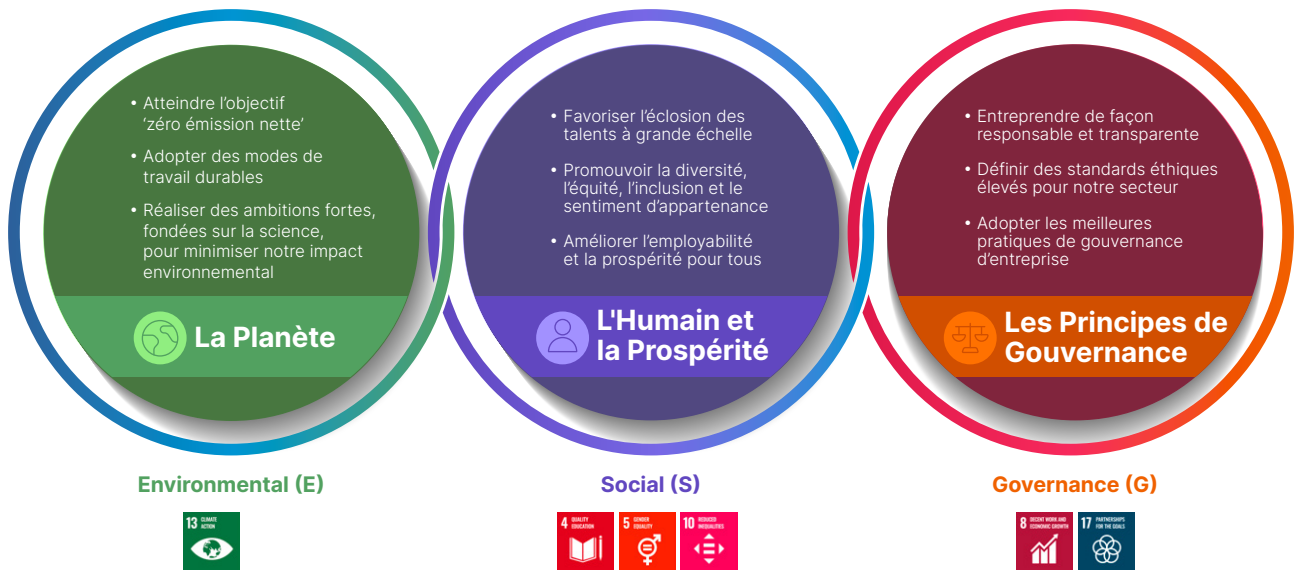 • Atteindre l'objectif
'zéro émission nette'
• Adopter des modes de
travail durables
• Réaliser des ambitions fortes,
fondées sur la science,
pour minimiser notre impact
environnemental
La Planète
• Favoriser l'éclosion des
talents à grande échelle
• Promouvoir la diversité,
l'équité, l'inclusion et le
sentiment d'appartenance
• Améliorer l'employabilité
et la prospérité pour tous
L'Humain et
la Prospérité
• Entreprendre de façon
responsable et transparente
• Définir des standards éthiques
élevés pour notre secteur
• Adopter les meilleures
pratiques de gouvernance
d'entreprise
Les Principes de
Gouvernance
Environmental (E)
Social (S)
Governance (G)
13 CLIMATE
ACTION
4 QUALITY
EDUCATION
5 GENDER
EQUALITY
10 REDUCED
INEQUALITIES
8 DECENT WORK AND
ECONOMIC GROWTH
17 PARTNERSHIPS
FOR THE GOALS